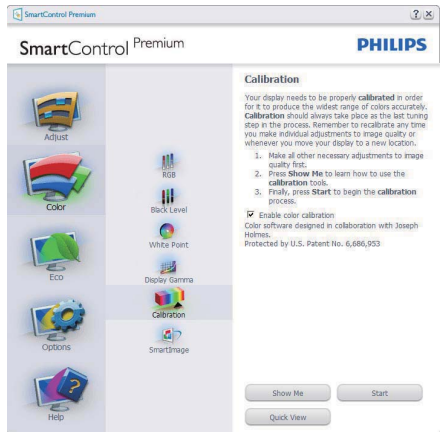 SmartControl Premium
? X
SmartControl Premium
PHILIPS
Adjust
Color
Eco
Options
Help
RGB
Black Level
White Point
Display Gamma
Calibration
SmartImage
Calibration
Your display needs to be properly calibrated in order
for it to produce the widest range of colors accurately.
Calibration should always take place as the last tuning
step in the process. Remember to recalibrate any time
you make individual adjustments to image quality or
whenever you move your display to a new location.
1. Make all other necessary adjustments to image
quality first.
2. Press Show Me to learn how to use the
calibration tools.
3. Finally, press Start to begin the calibration
process.
Enable color calibration
Color software designed in collaboration with Joseph
Holmes.
Protected by U.S. Patent No. 6,686,953
Show Me
Start
Quick View